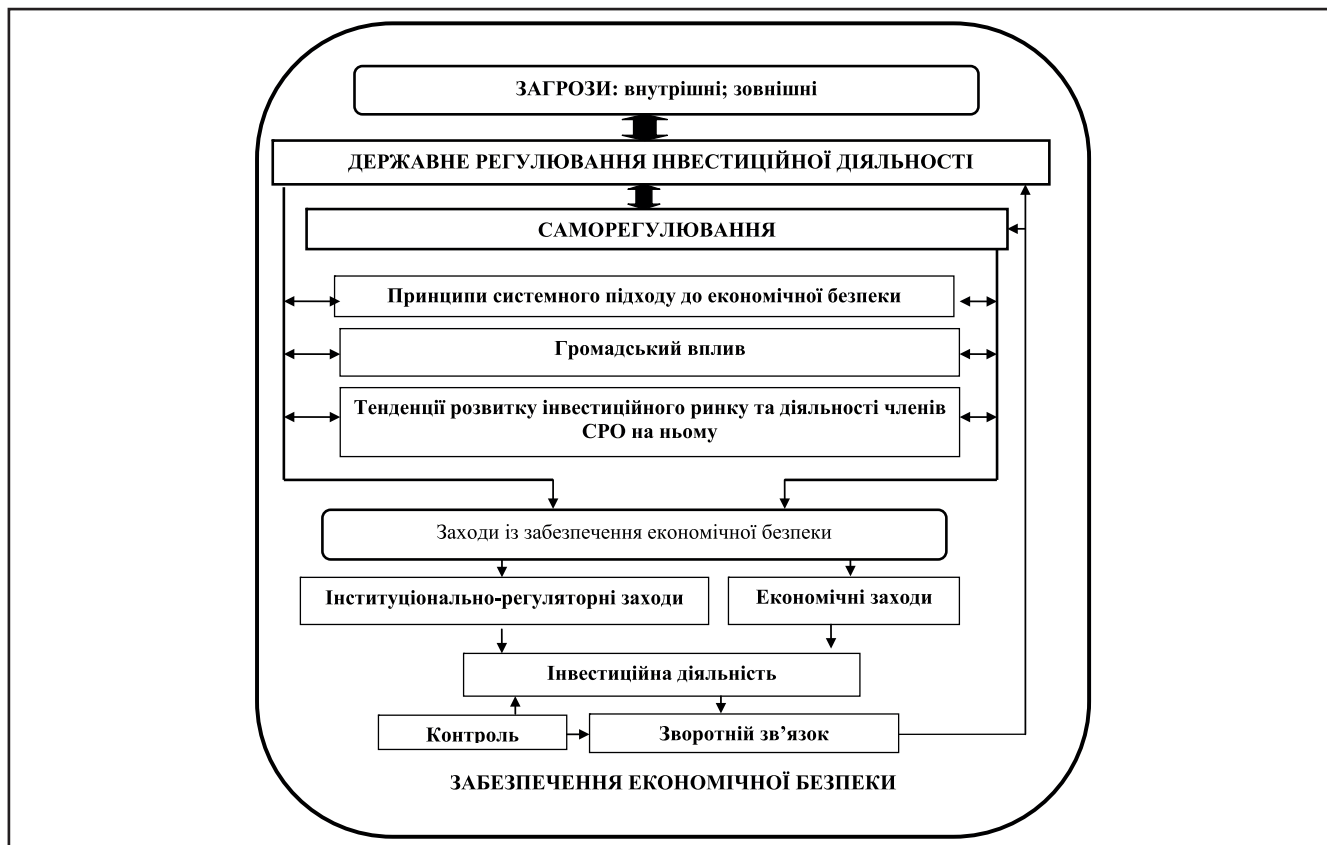 ЗАГРОЗИ: внутрішні; зовнішні
ДЕРЖАВНЕ РЕГУЛЮВАННЯ ІНВЕСТИЦІЙНОЇ ДІЯЛЬНОСТІ
САМОРЕГУЛЮВАННЯ
Принципи системного підходу до економічної безпеки
Громадський вплив
Тенденції розвитку інвестиційного ринку та діяльності членів
СРО на ньому
Заходи із забезпечення економічної безпеки
Інституціонально-регуляторні заходи
Економічні заходи
Інвестиційна діяльність
Контроль
Зворотній зв’язок
ЗАБЕЗПЕЧЕННЯ ЕКОНОМІЧНОЇ БЕЗПЕКИ